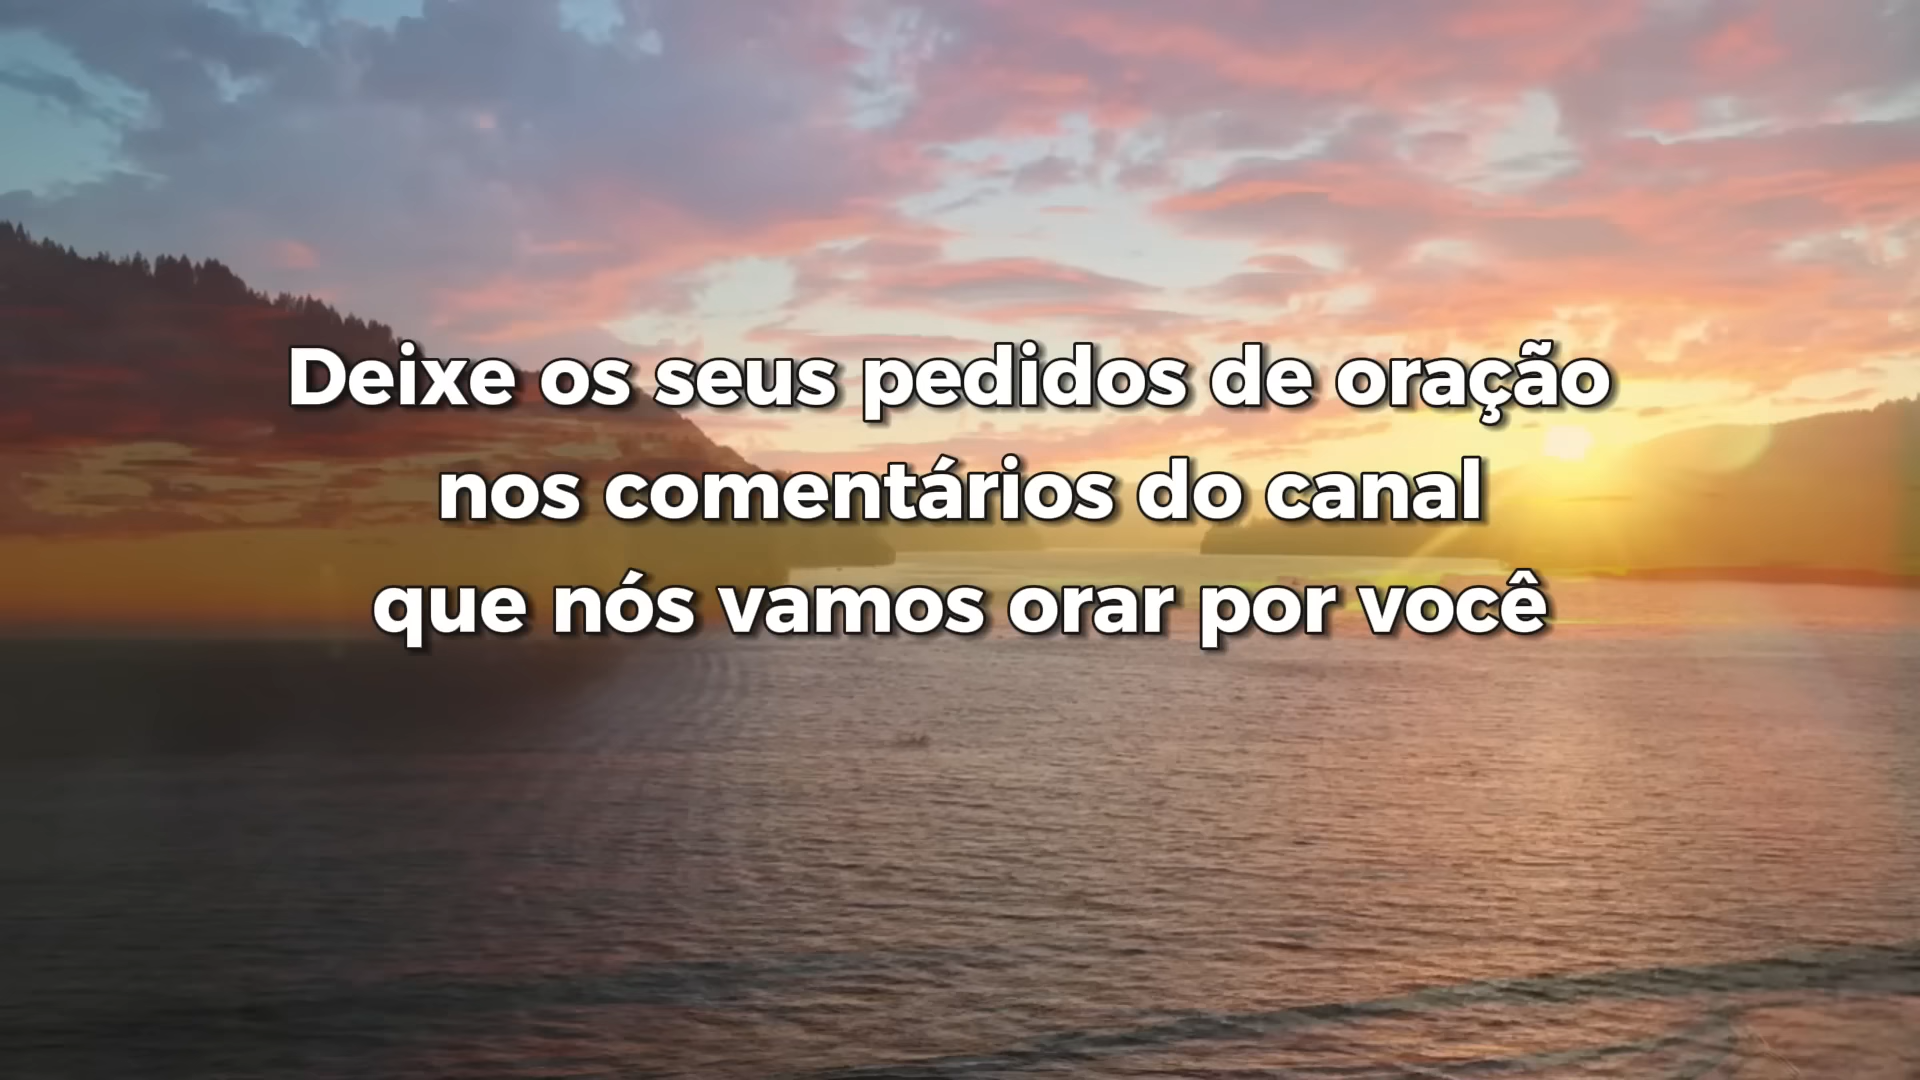 Deixe os seus pedidos de oração
nos comentários do canal
que nós vamos orar por você